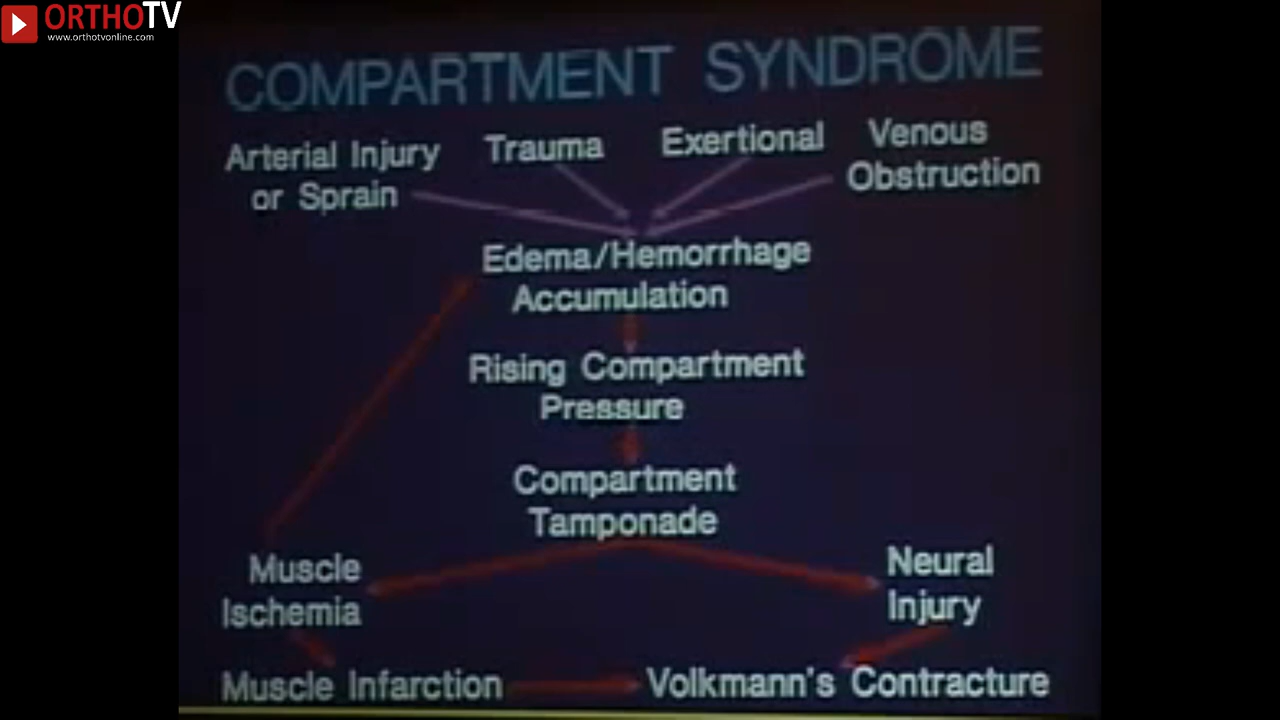 ORTHOTV
www.orthotvonline.com
COMPARTMENT SYNDROME
Arterial Injury
or Sprain
Trauma
Exertional
Venous
Obstruction
Edema/Hemorrhage
Accumulation
Rising Compartment
Pressure
Compartment
Tamponade
Muscle
Ischemia
Neural
Injury
Muscle Infarction
Volkmann's Contracture